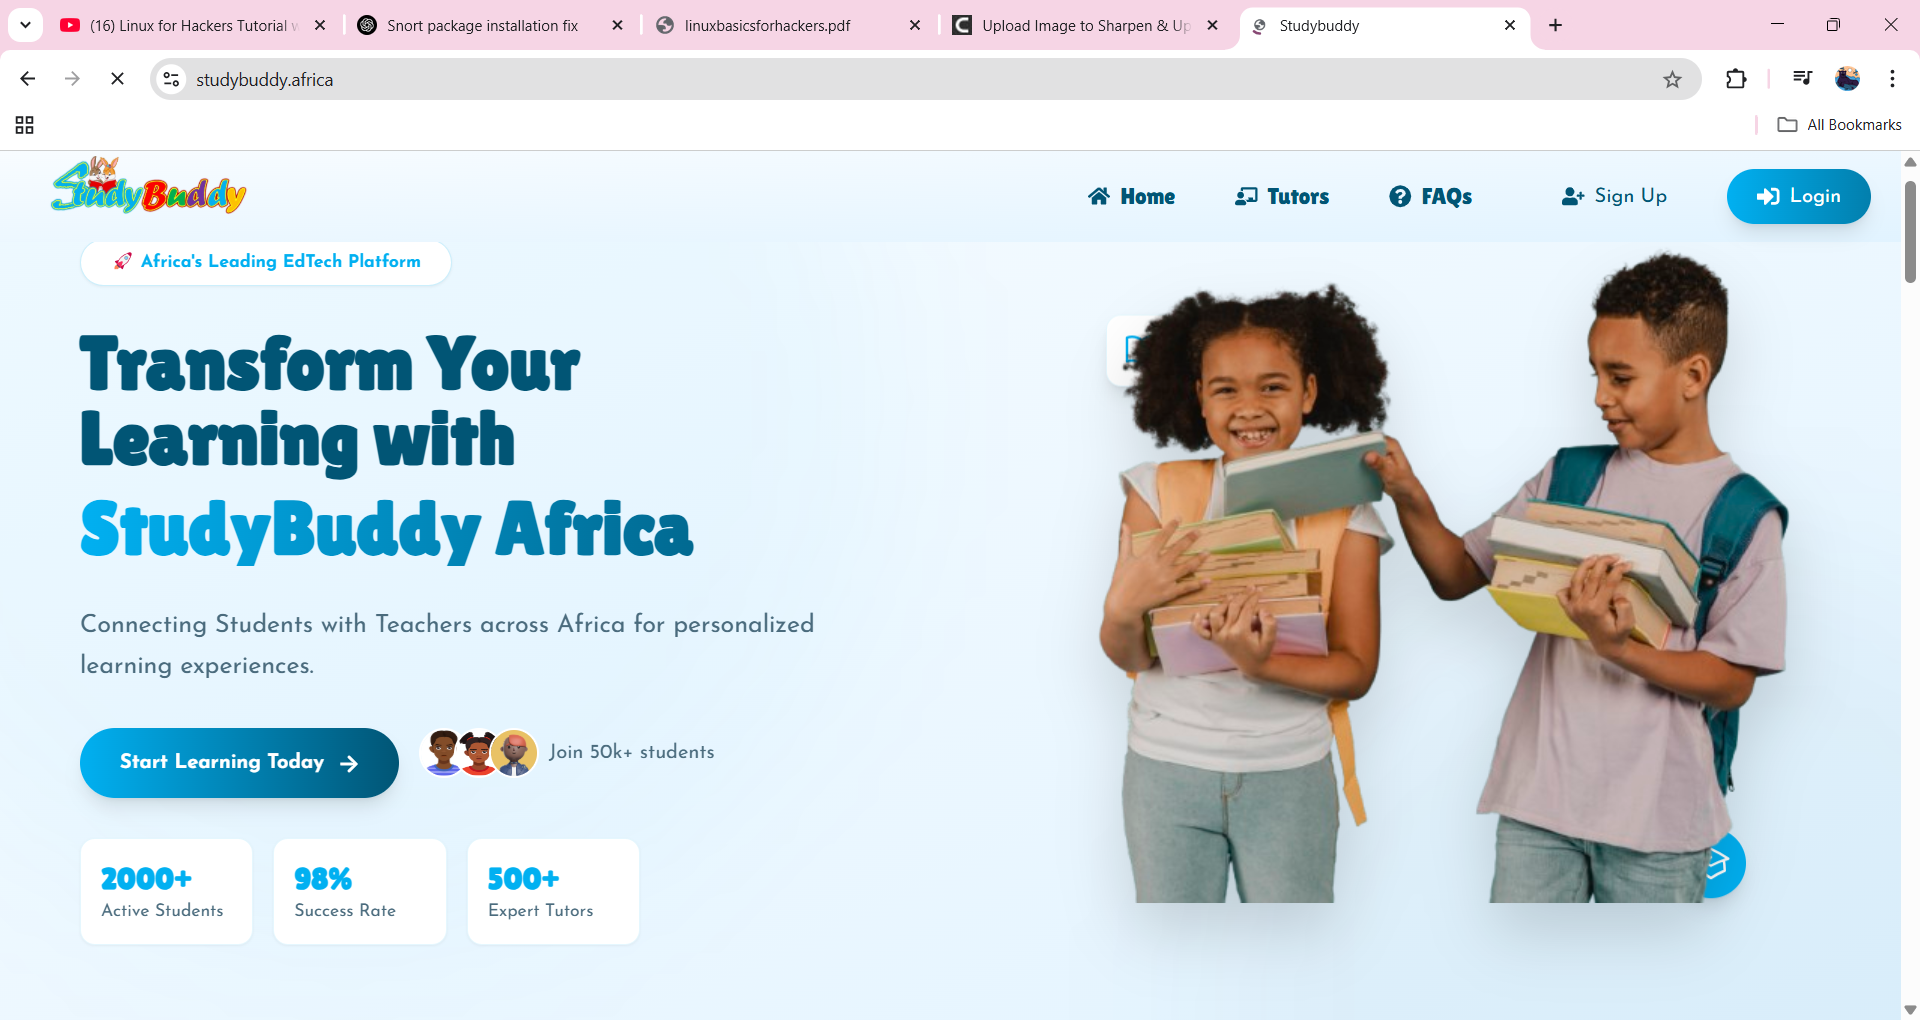 (16) Linux for Hackers Tutorial
Snort package installation fix
linuxbasicsforhackers.pdf
Upload Image to Sharpen & Up
Studybuddy
studybuddy.africa
All Bookmarks
StudyBuddy
Home
Tutors
FAQs
Sign Up
Login
Africa's Leading EdTech Platform
Transform Your
Learning with
StudyBuddy Africa
Connecting Students with Teachers across Africa for personalized
learning experiences.
Start Learning Today →
Join 50k+ students
2000+
Active Students
98%
Success Rate
500+
Expert Tutors